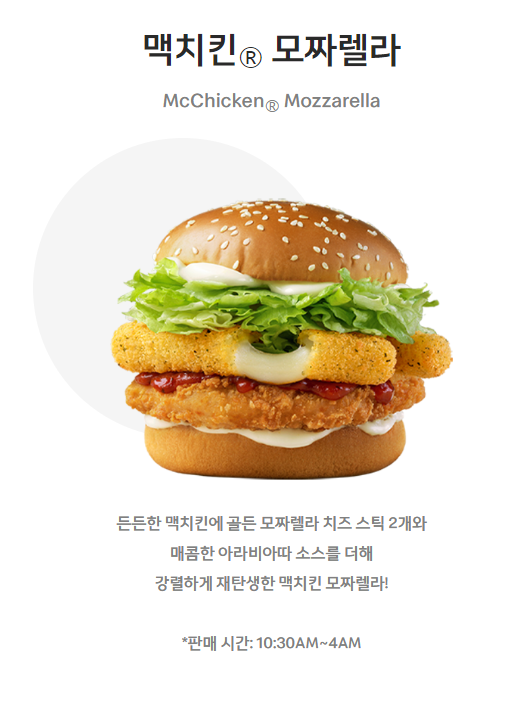 맥치킨® 모짜렐라
McChicken® Mozzarella
든든한 맥치킨에 골든 모짜렐라 치즈 스틱 2개와
매콤한 아라비아따 소스를 더해
강렬하게 재탄생한 맥치킨 모짜렐라!
*판매 시간: 10:30AM~4AM